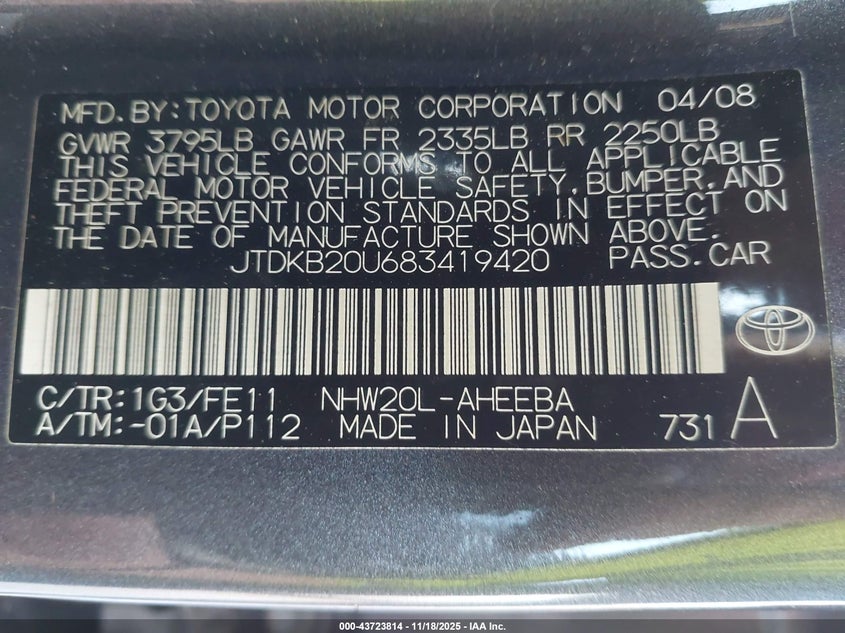 MFD.BY:TOYOTA MOTOR CORPORATION 04/08
GVWR 3795LB GAWR FR 2335LB RR 2250LB
THIS VEHICLE CONFORMS TO ALL APPLICABLE
FEDERAL MOTOR VEHICLE SAFETY,BUMPER,AND
THEFT PREVENTION STANDARDS IN EFFECT ON
THE DATE OF MANUFACTURE SHOWN ABOVE.
JTDKB20U683419420 PASS.CAR
C/TR:1G3/FE11 NHW20L-AHEEBA
A/TM:-01A/P112 MADE IN JAPAN 731 A
000-43723814 - 11/18/2025 - IAA Inc.